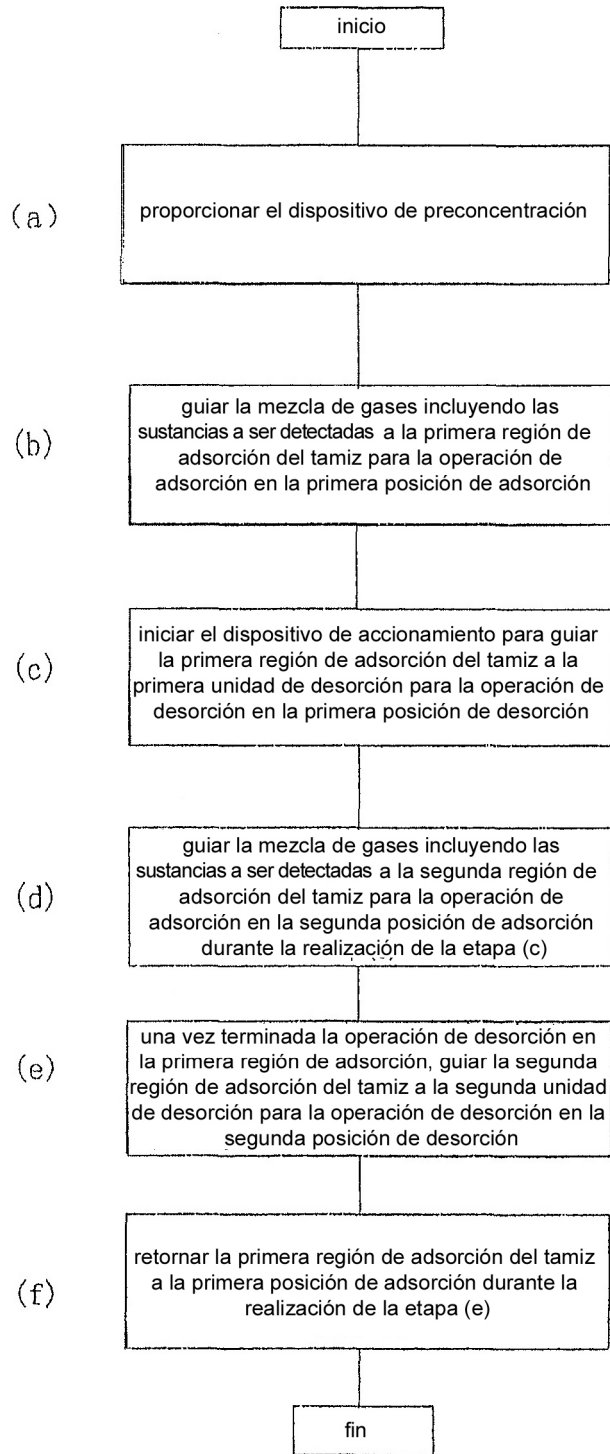 inicio
(a)
proporcionar el dispositivo de preconcentración
(b)
guiar la mezcla de gases incluyendo las
sustancias a ser detectadas a la primera región de
adsorción del tamiz para la operación de
adsorción en la primera posición de adsorción
(c)
iniciar el dispositivo de accionamiento para guiar
la primera región de adsorción del tamiz a la
primera unidad de desorción para la operación de
desorción en la primera posición de desorción
(d)
guiar la mezcla de gases incluyendo las
sustancias a ser detectadas a la segunda región de
adsorción del tamiz para la operación de
adsorción en la segunda posición de adsorción
durante la realización de la etapa (c)
(e)
una vez terminada la operación de desorción en
la primera región de adsorción, guiar la segunda
región de adsorción del tamiz a la segunda unidad
de desorción para la operación de desorción en la
segunda posición de desorción
(f)
retornar la primera región de adsorción del tamiz
a la primera posición de adsorción durante la
realización de la etapa (e)
fin